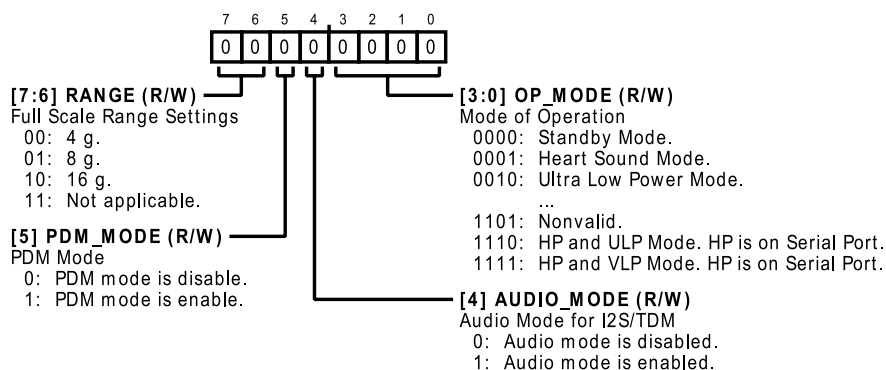 7 6 5 4 3 2 1 0
0 0 0 0 0 0 0 0
[7:6] RANGE (R/W)
Full Scale Range Settings
00: 4 g.
01: 8 g.
10: 16 g.
11: Not applicable.
[5] PDM_MODE (R/W)
PDM Mode
0: PDM mode is disable.
1: PDM mode is enable.
[3:0] OP_MODE (R/W)
Mode of Operation
0000: Standby Mode.
0001: Heart Sound Mode.
0010: Ultra Low Power Mode.
...
1101: Nonvalid.
1110: HP and ULP Mode. HP is on Serial Port.
1111: HP and VLP Mode. HP is on Serial Port.
[4] AUDIO_MODE (R/W)
Audio Mode for I2S/TDM
0: Audio mode is disabled.
1: Audio mode is enabled.